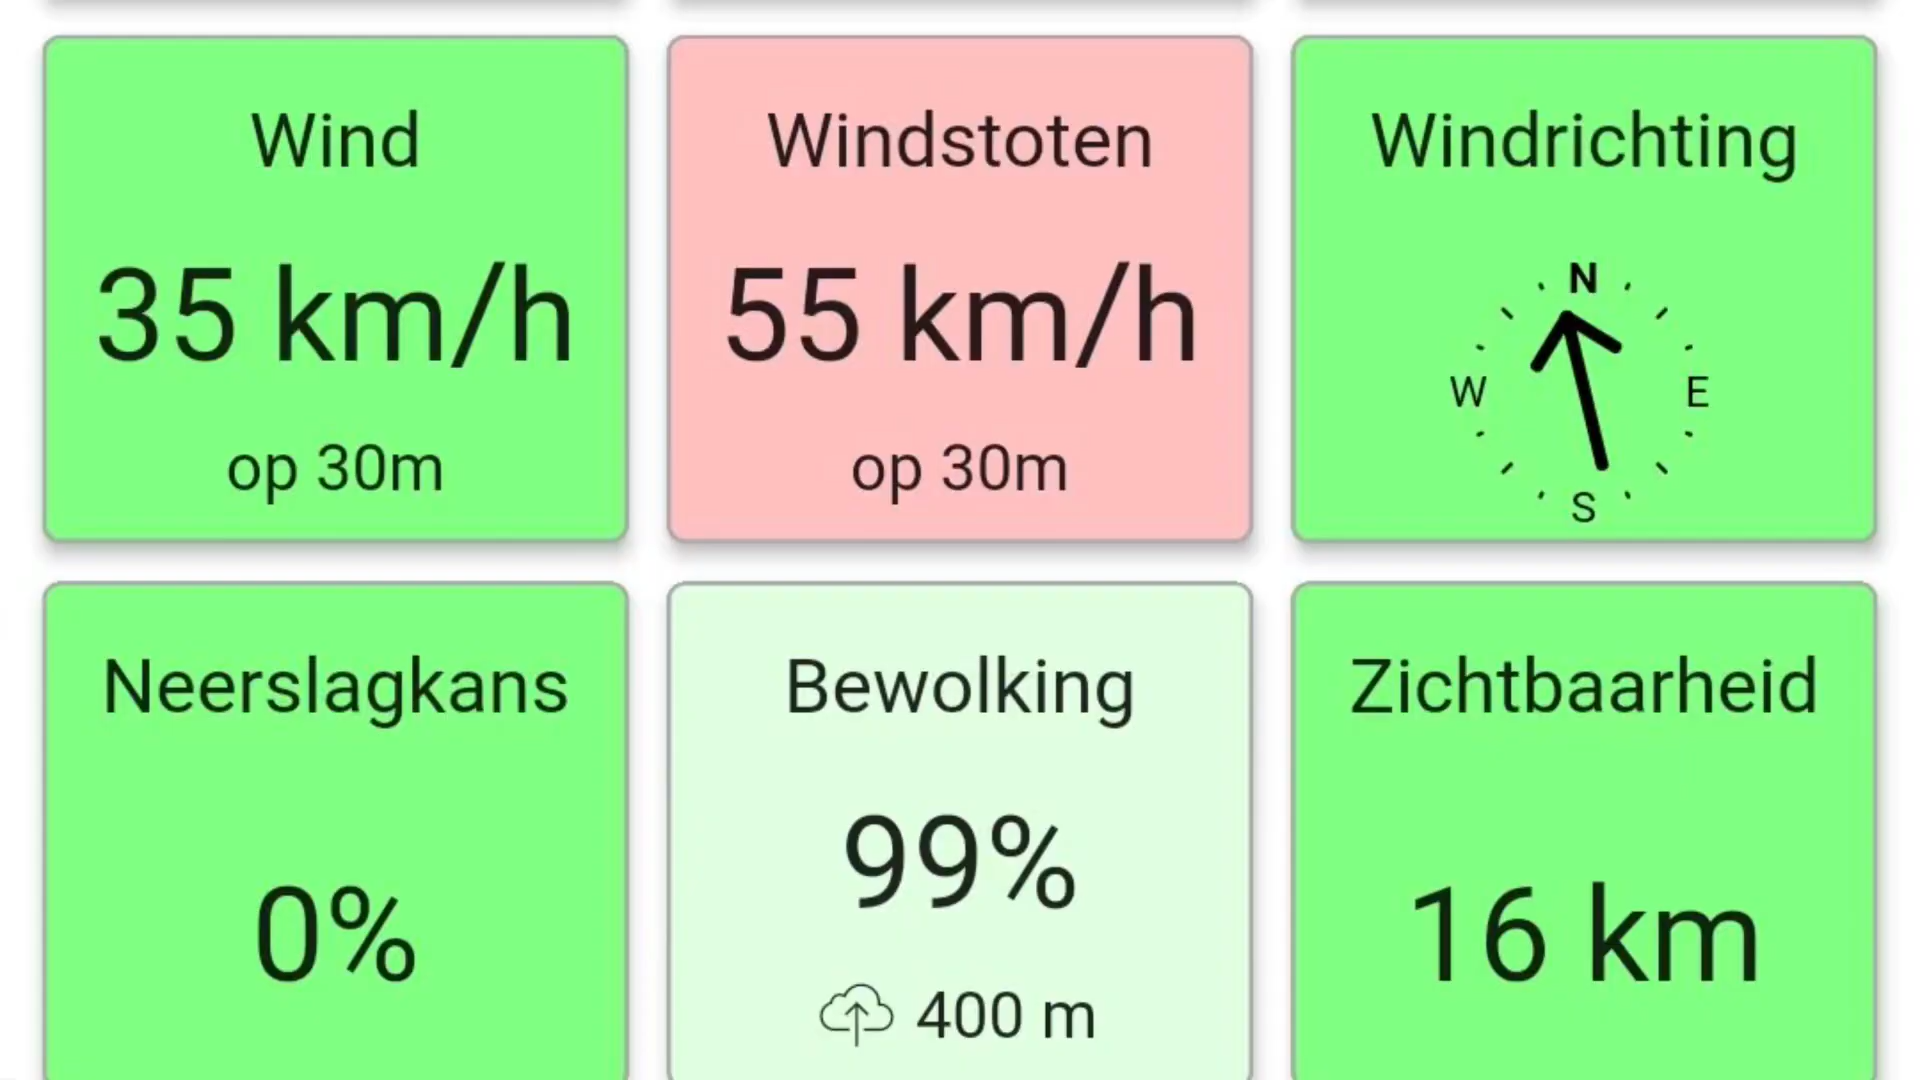 Wind
35 km/h
op 30m
Windstoten
55 km/h
op 30m
Windrichting
N
W
E
S
Neerslagkans
0%
Bewolking
99%
400 m
Zichtbaarheid
16 km